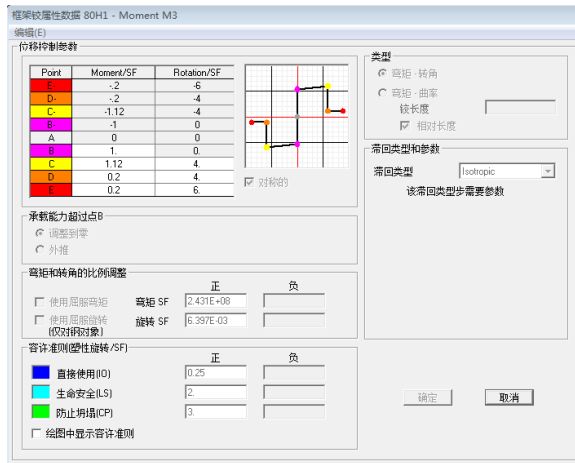 框架铰属性数据 80H1 - Moment M3
编辑(E)
位移控制参数
Point Moment/SF Rotation/SF
E- -.2 -6
D- -.2 -4
C- -1.12 -4
B- -1 0
A 0 0
B 1. 0.
C 1.12 4.
D 0.2 4.
E 0.2 6.
对称的
承载能力超过点B
调整到零
外推
弯矩和转角的比例调整
正 负
使用屈服弯矩 弯矩 SF 2.431E+08
使用屈服旋转 旋转 SF 6.397E-03
(仅对钢对象)
容许准则(塑性旋转/SF)
正 负
直接使用(IO) 0.25
生命安全(LS) 2.
防止坍塌(CP) 3.
绘图中显示容许准则
类型
弯矩 - 转角
弯矩 - 曲率
铰长度
相对长度
滞回类型和参数
滞回类型 Isotropic
该滞回类型步需要参数
确定 取消